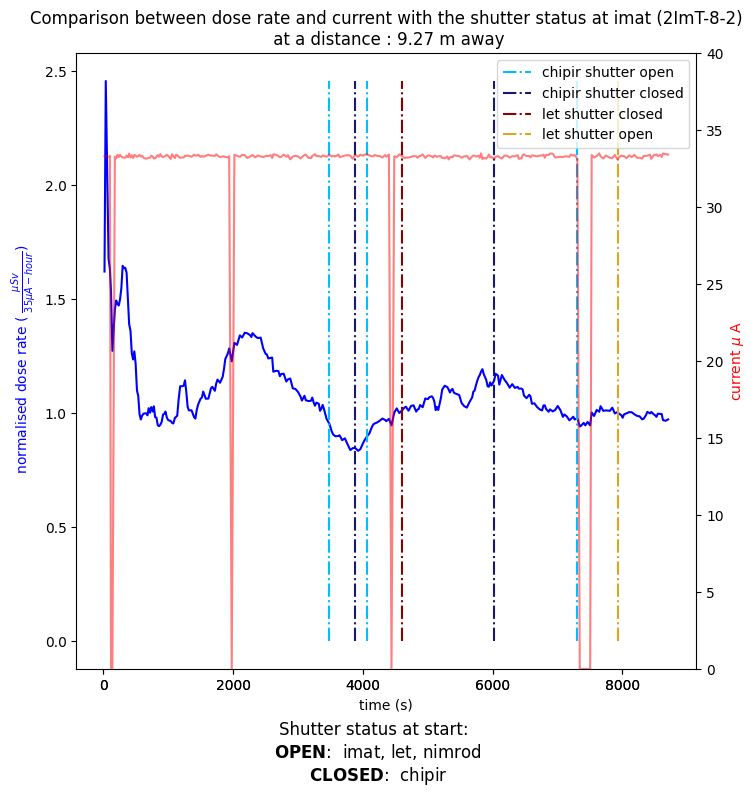 Comparison between dose rate and current with the shutter status at imat (2ImT-8-2)
at a distance : 9.27 m away
chipir shutter open
chipir shutter closed
let shutter closed
let shutter open
normalised dose rate ( μSv / 35μA − hour )
2.5
2.0
1.5
1.0
0.5
0.0
40
35
30
25
20
15
10
5
0
current μ A
0 2000 4000 6000 8000
time (s)
Shutter status at start:
OPEN: imat, let, nimrod
CLOSED: chipir